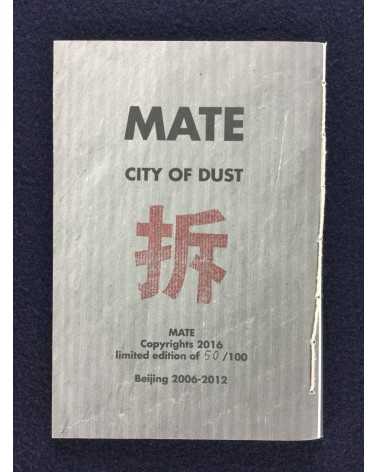 MATE
CITY OF DUST
拆
MATE
Copyrights 2016
limited edition of 50 /100
Beijing 2006-2012